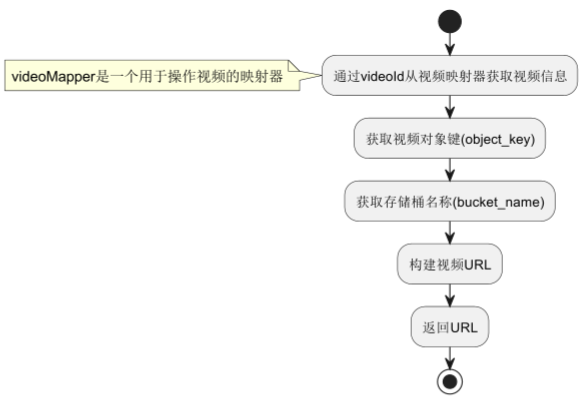 videoMapper是一个用于操作视频的映射器
通过videoId从视频映射器获取视频信息
获取视频对象键(object_key)
获取存储桶名称(bucket_name)
构建视频URL
返回URL